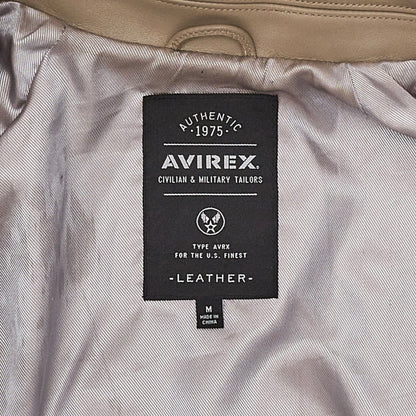 AUTHENTIC
·1975·
AVIREX
CIVILIAN & MILITARY TAILORS
TYPE AVRX
FOR THE U.S. FINEST
-LEATHER-
M
MADE IN
CHINA